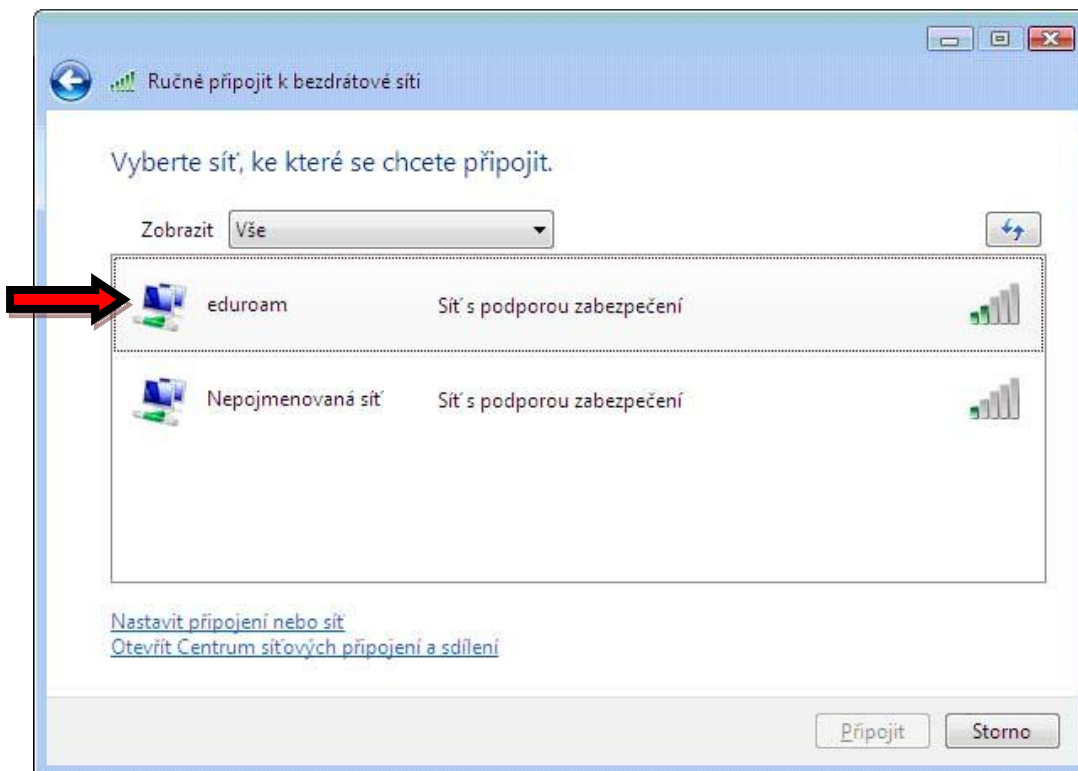 Ručně připojit k bezdrátové síti
Vyberte síť, ke které se chcete připojit.
Zobrazit Vše
eduroam Síť s podporou zabezpečení
Nepojmenovaná síť Síť s podporou zabezpečení
Nastavit připojení nebo síť
Otevřít Centrum síťových připojení a sdílení
Připojit Storno